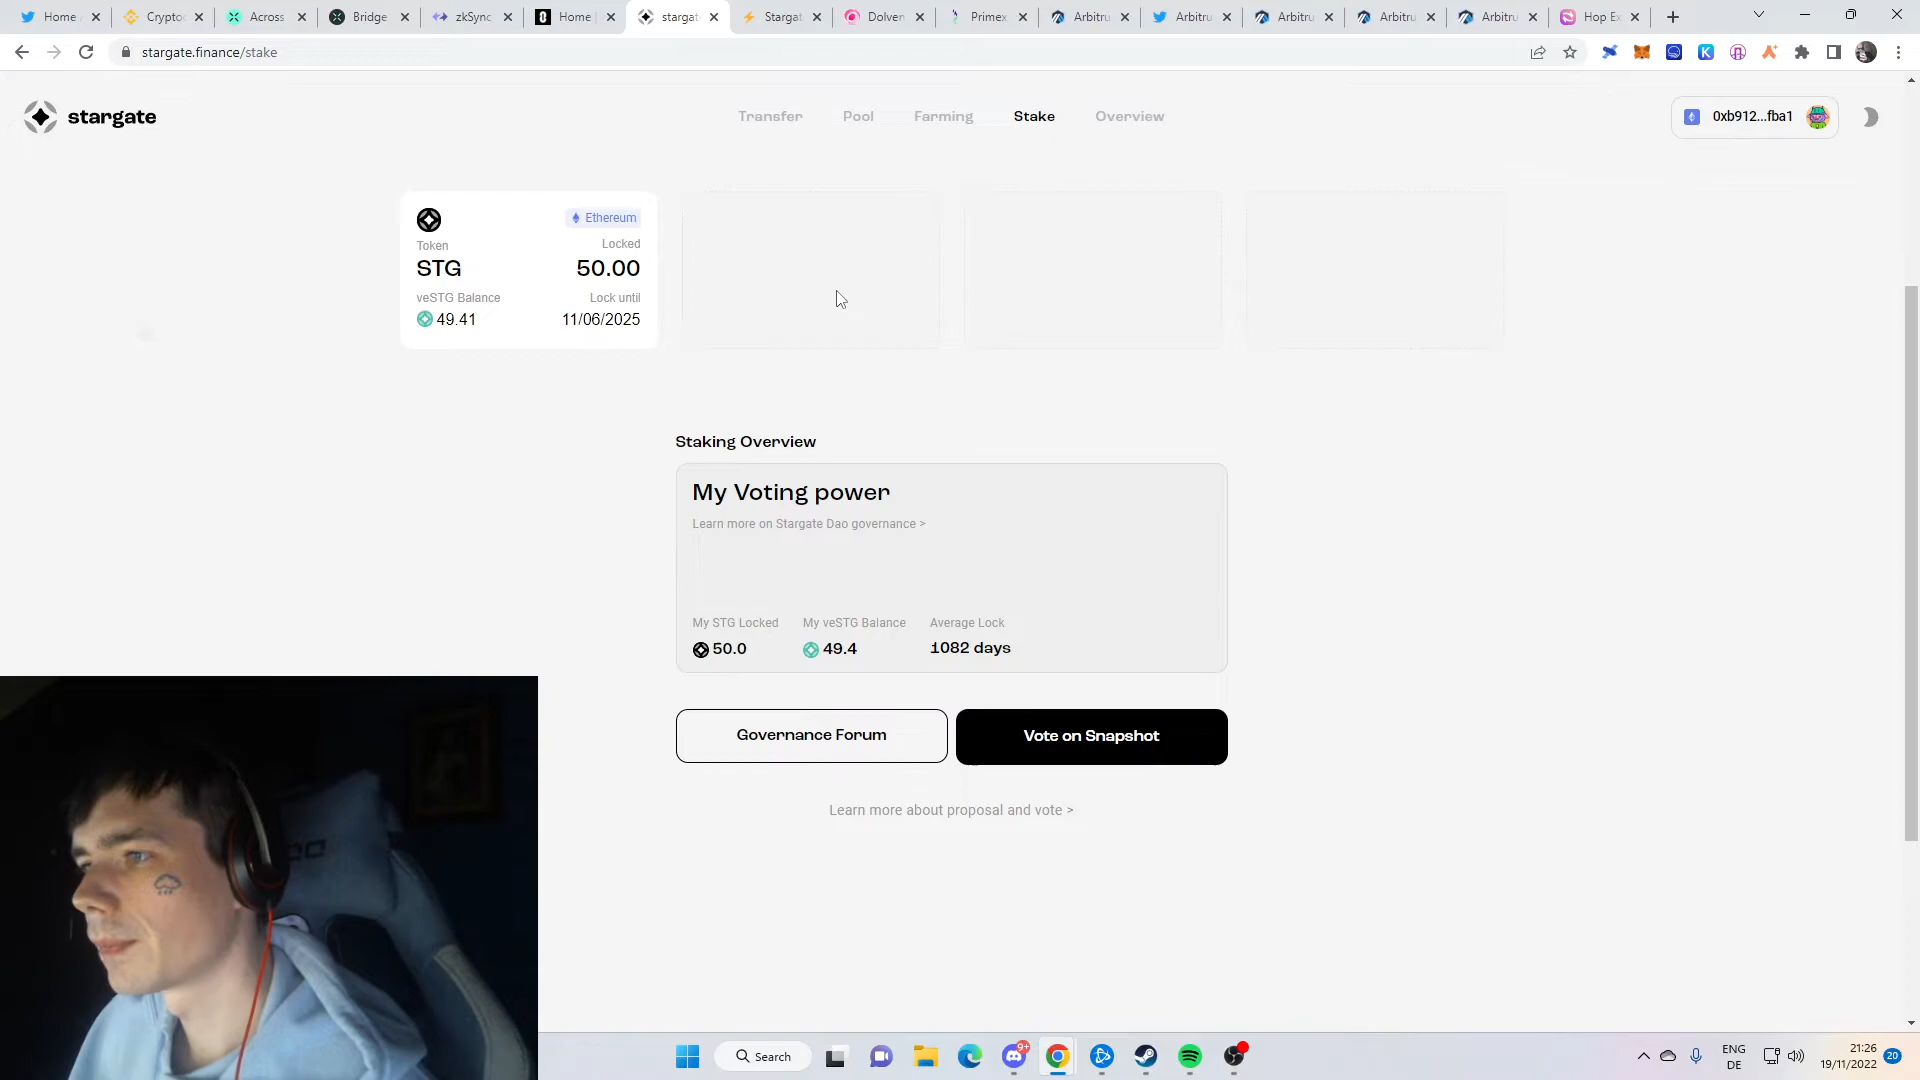 Home
Crypto
Across
Bridge
zkSync
Home
stargat
Stargat
Dolven
Primex
Arbitru
Arbitru
Arbitru
Arbitru
Arbitru
Hop Ex
stargate.finance/stake
stargate
Transfer
Pool
Farming
Stake
Overview
0xb912...fba1
Ethereum
Token
Locked
STG
50.00
veSTG Balance
Lock until
49.41
11/06/2025
Staking Overview
My Voting power
Learn more on Stargate Dao governance >
My STG Locked
My veSTG Balance
Average Lock
50.0
49.4
1082 days
Governance Forum
Vote on Snapshot
Learn more about proposal and vote >
Search
9+
ENG
DE
21:26
19/11/2022
20